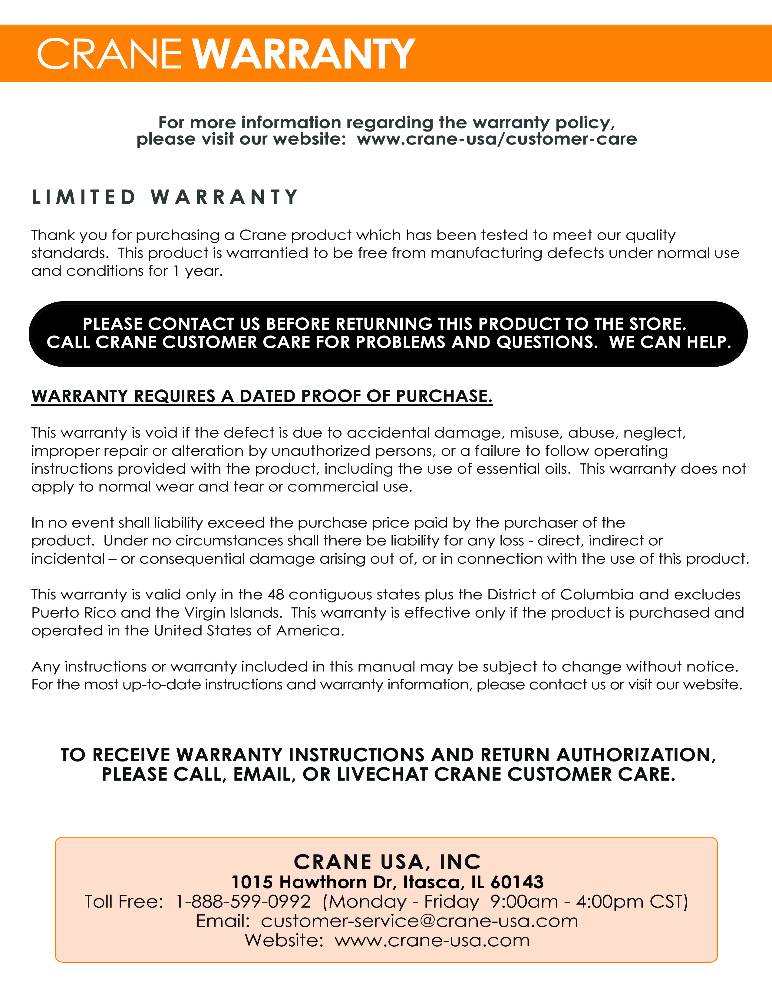 CRANE WARRANTY
For more information regarding the warranty policy,
please visit our website:  www.crane-usa/customer-care
LIMITED WARRANTY
Thank you for purchasing a Crane product which has been tested to meet our quality
standards.  This product is warrantied to be free from manufacturing defects under normal use
and conditions for 1 year.
PLEASE CONTACT US BEFORE RETURNING THIS PRODUCT TO THE STORE.
CALL CRANE CUSTOMER CARE FOR PROBLEMS AND QUESTIONS.  WE CAN HELP.
WARRANTY REQUIRES A DATED PROOF OF PURCHASE.
This warranty is void if the defect is due to accidental damage, misuse, abuse, neglect,
improper repair or alteration by unauthorized persons, or a failure to follow operating
instructions provided with the product, including the use of essential oils.  This warranty does not
apply to normal wear and tear or commercial use.
In no event shall liability exceed the purchase price paid by the purchaser of the
product.  Under no circumstances shall there be liability for any loss - direct, indirect or
incidental – or consequential damage arising out of, or in connection with the use of this product.
This warranty is valid only in the 48 contiguous states plus the District of Columbia and excludes
Puerto Rico and the Virgin Islands.  This warranty is effective only if the product is purchased and
operated in the United States of America.
Any instructions or warranty included in this manual may be subject to change without notice.
For the most up-to-date instructions and warranty information, please contact us or visit our website.
TO RECEIVE WARRANTY INSTRUCTIONS AND RETURN AUTHORIZATION,
PLEASE CALL, EMAIL, OR LIVECHAT CRANE CUSTOMER CARE.
CRANE USA, INC
1015 Hawthorn Dr, Itasca, IL 60143
Toll Free:  1-888-599-0992  (Monday - Friday  9:00am - 4:00pm CST)
Email:  customer-service@crane-usa.com
Website:  www.crane-usa.com